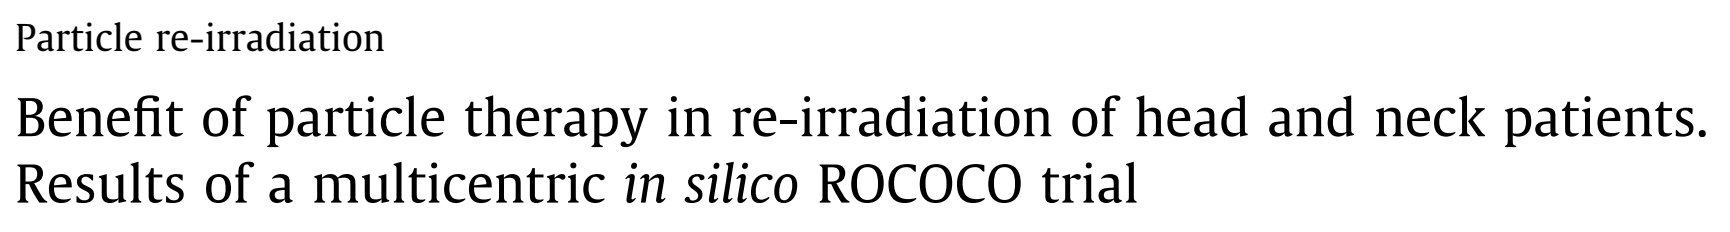 Particle re-irradiation
Benefit of particle therapy in re-irradiation of head and neck patients.
Results of a multicentric in silico ROCOCO trial